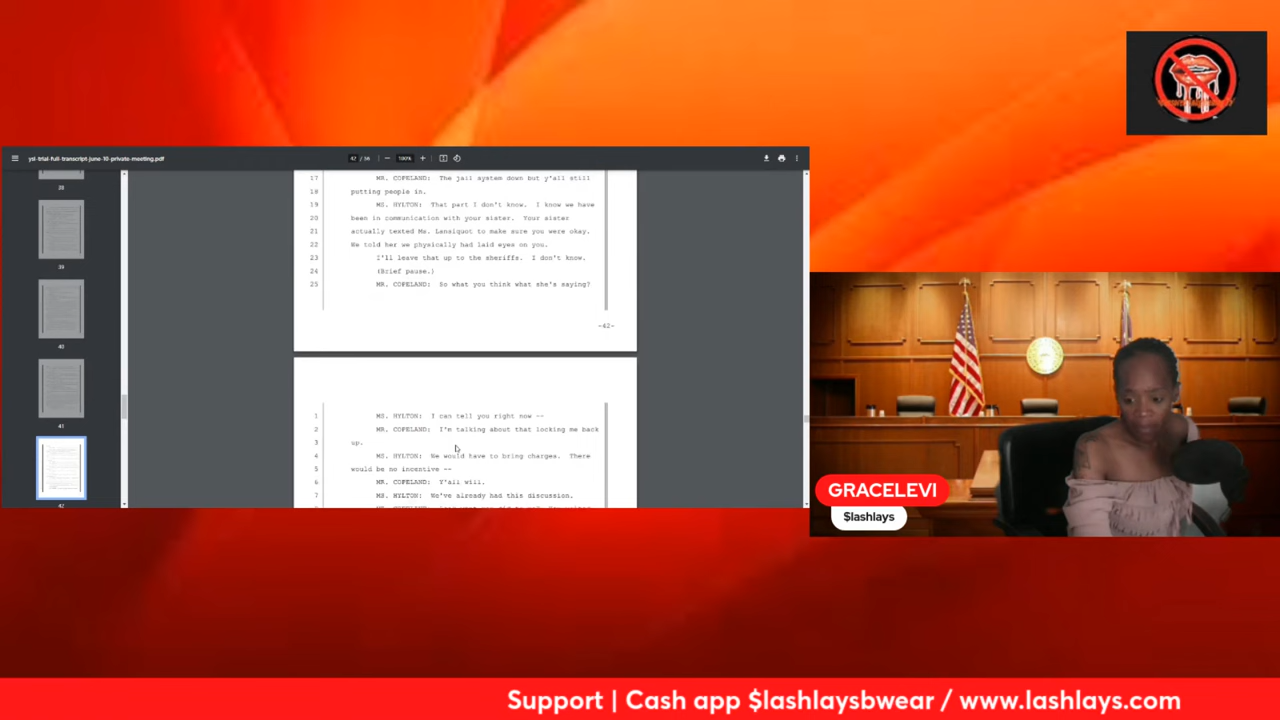 ysl-trial-full-transcript-june-10-private-meeting.pdf
42 / 56
100%
38
39
40
41
42
17 MR. COPELAND: The jail system down but y'all still
18 putting people in.
19 MS. HYLTON: That part I don't know. I know we have
20 been in communication with your sister. Your sister
21 actually texted Ms. Lansiquot to make sure you were okay.
22 We told her we physically had laid eyes on you.
23 I'll leave that up to the sheriffs. I don't know.
24 (Brief pause.)
25 MR. COPELAND: So what you think what she's saying?
-42-
1 MS. HYLTON: I can tell you right now --
2 MR. COPELAND: I'm talking about that locking me back
3 up.
4 MS. HYLTON: We would have to bring charges. There
5 would be no incentive --
6 MR. COPELAND: Y'all will.
7 MS. HYLTON: We've already had this discussion.
GRACELEVI
$lashlays
Support | Cash app $lashlaysbwear / www.lashlays.com